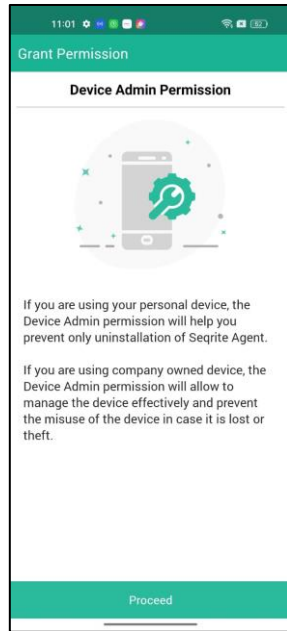 11:01
92
Grant Permission
Device Admin Permission
If you are using your personal device, the
Device Admin permission will help you
prevent only uninstallation of Seqrite Agent.
If you are using company owned device, the
Device Admin permission will allow to
manage the device effectively and prevent
the misuse of the device in case it is lost or
theft.
Proceed